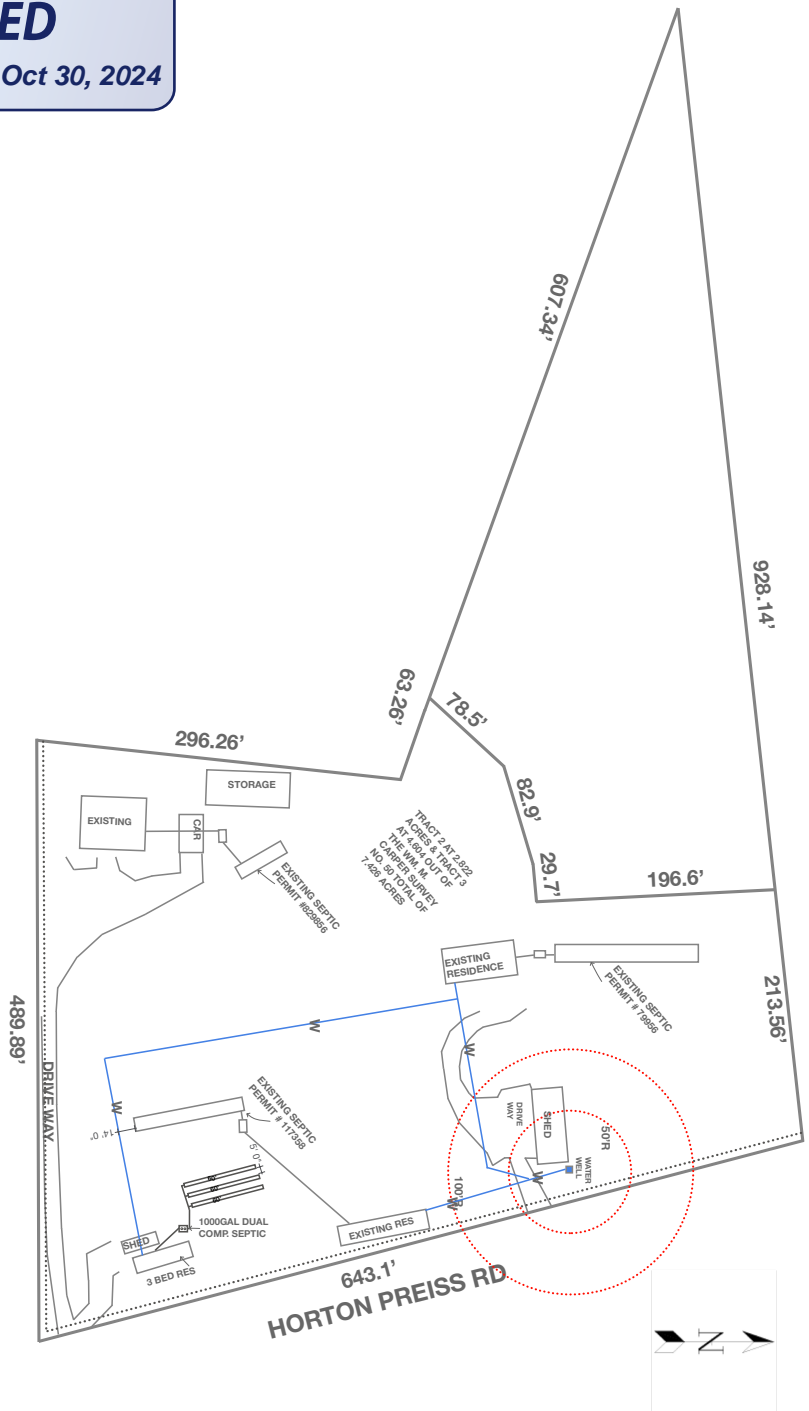 ED
Oct 30, 2024
607.34'
928.14'
63.26'
78.5'
296.26'
82.9'
29.7'
196.6'
STORAGE
EXISTING
CAR
EXISTING SEPTIC
PERMIT #829856
TRACT 2 AT 2.822
ACRES & TRACT 3
AT 4.604 OUT OF
THE WM. M.
CARPER SURVEY
NO. 50 TOTAL OF
7.426 ACRES
EXISTING
RESIDENCE
EXISTING SEPTIC
PERMIT # 79956
213.56'
489.89'
DRIVE WAY
W
W
W
DRIVE
WAY
SHED
50'R
WATER
WELL
W
100'R
W
EXISTING SEPTIC
PERMIT # 117358
14'-0"
5'-0"
1000GAL DUAL
COMP. SEPTIC
SHED
3 BED RES
EXISTING RES
643.1'
HORTON PREISS RD
N